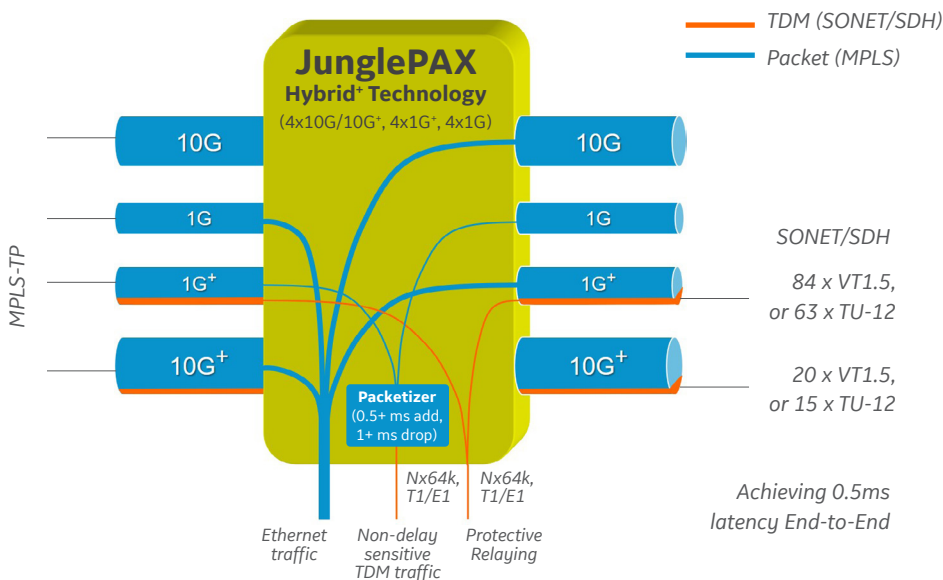 JunglePAX
Hybrid⁺ Technology
(4x10G/10G⁺, 4x1G⁺, 4x1G)
TDM (SONET/SDH)
Packet (MPLS)
MPLS-TP
10G
1G
1G⁺
10G⁺
10G
1G
1G⁺
10G⁺
SONET/SDH
84 x VT1.5,
or 63 x TU-12
20 x VT1.5,
or 15 x TU-12
Packetizer
(0.5+ ms add,
1+ ms drop)
Nx64k,
T1/E1
Nx64k,
T1/E1
Ethernet
traffic
Non-delay
sensitive
TDM traffic
Protective
Relaying
Achieving 0.5ms
latency End-to-End